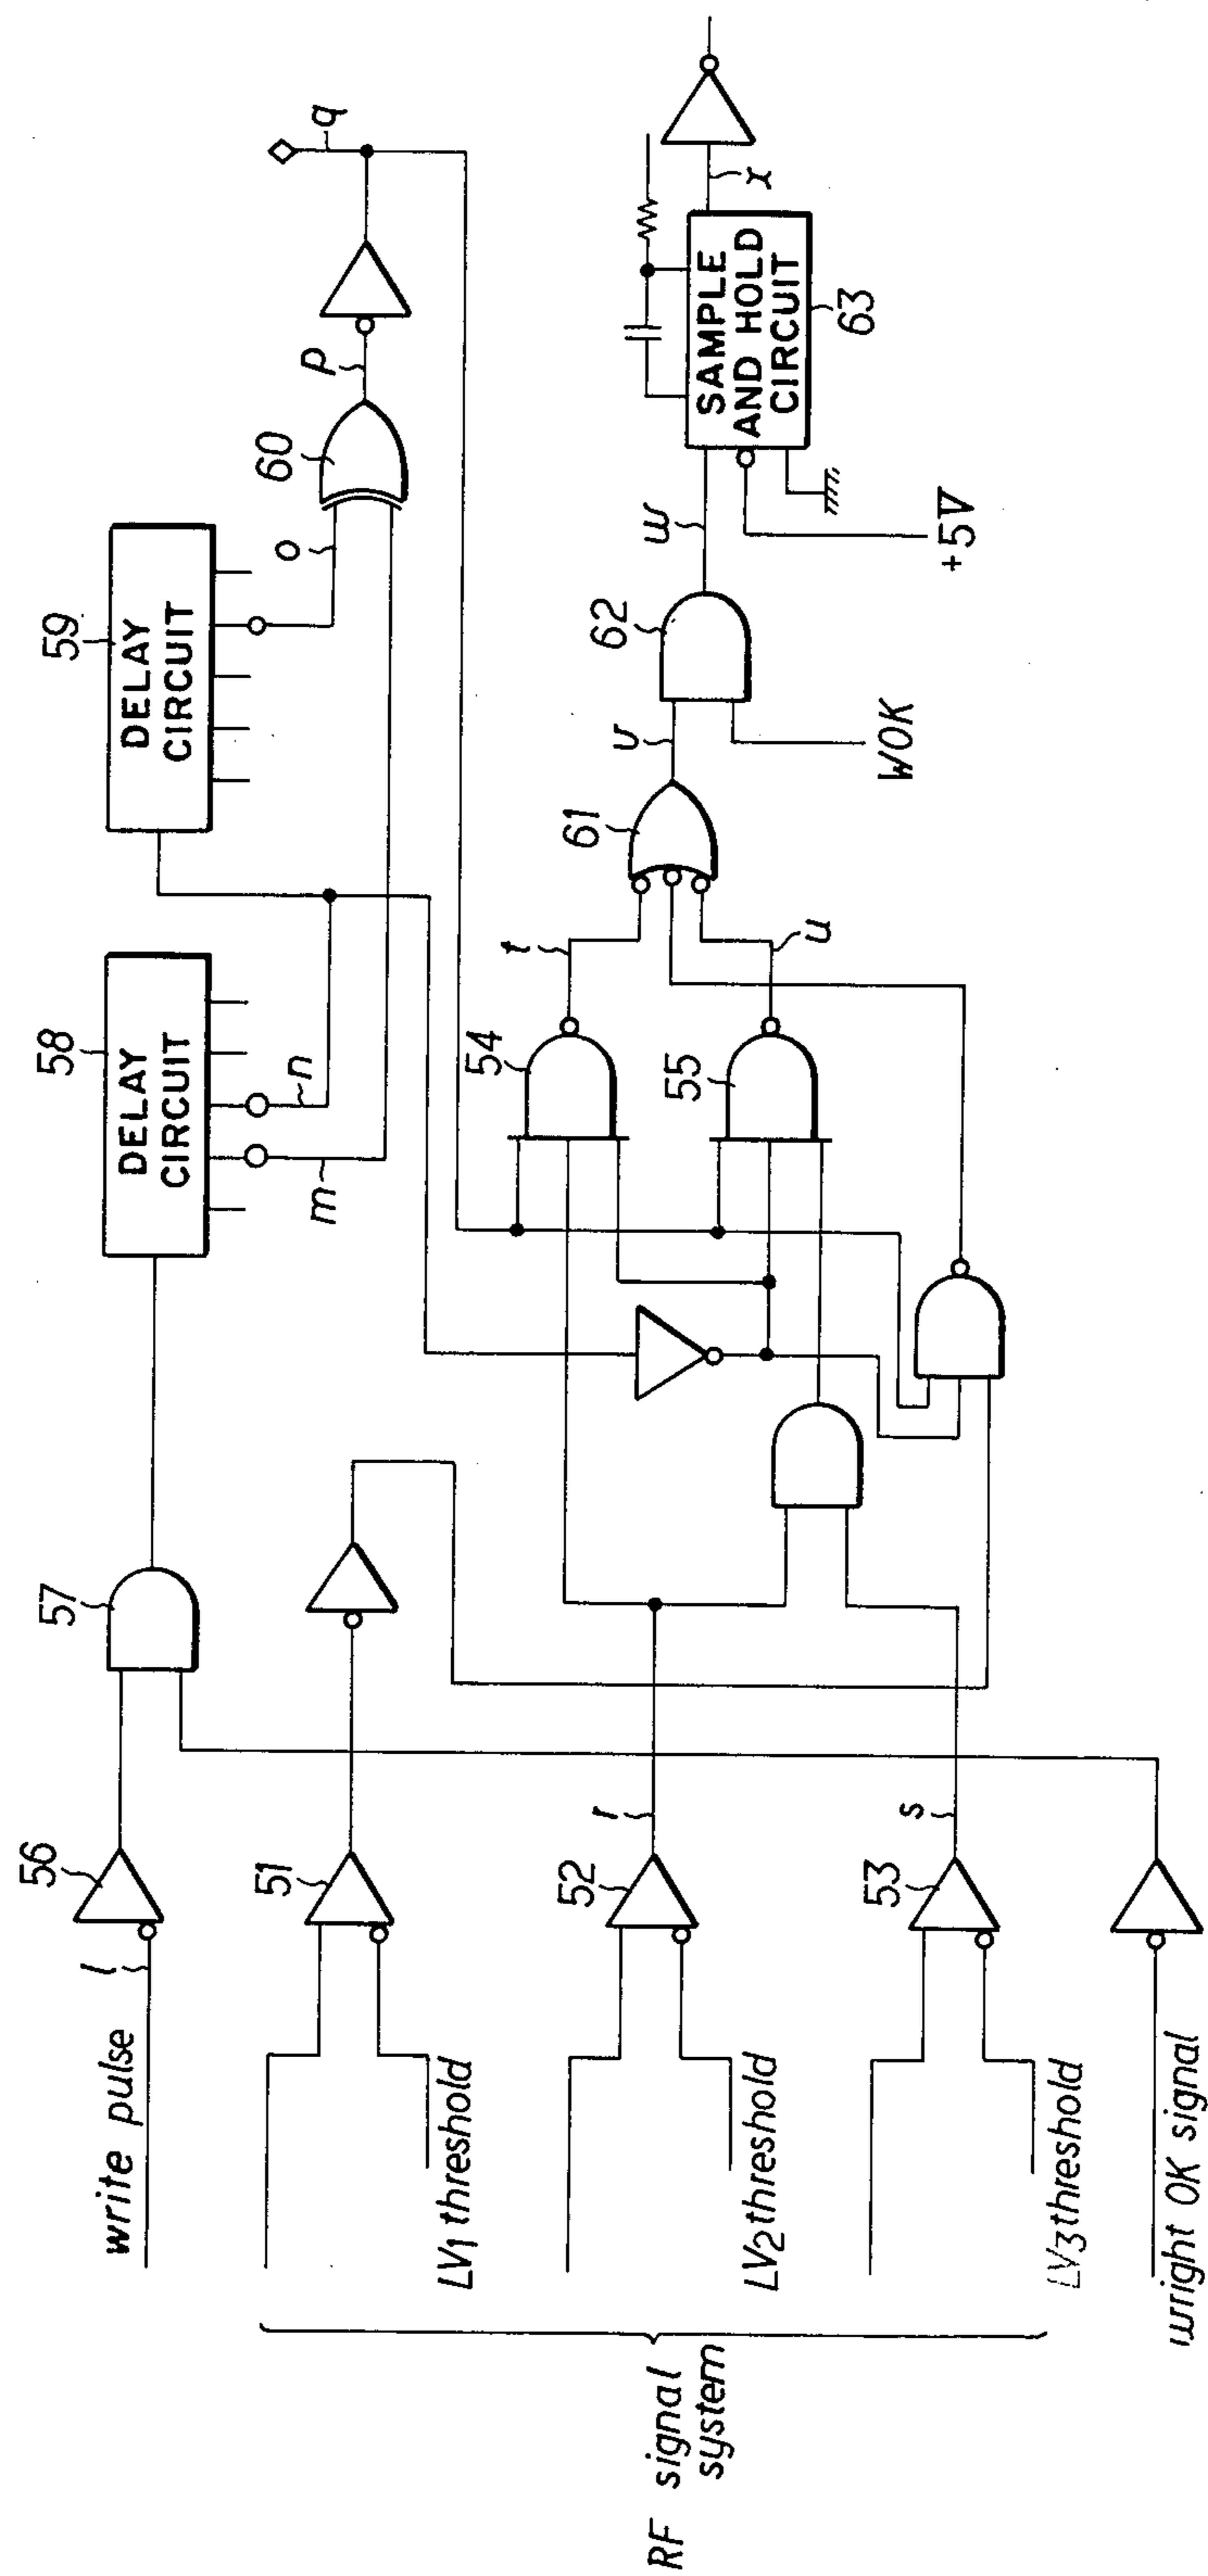 write pulse
l
56
57
58
DELAY
CIRCUIT
m
n
59
DELAY
CIRCUIT
o
60
p
q
RF signal
system
LV1 threshold
51
LV2 threshold
52
r
LV3 threshold
53
s
wright OK signal
54
t
55
u
61
v
WOK
62
w
+5V
SAMPLE
AND HOLD
CIRCUIT
63
x